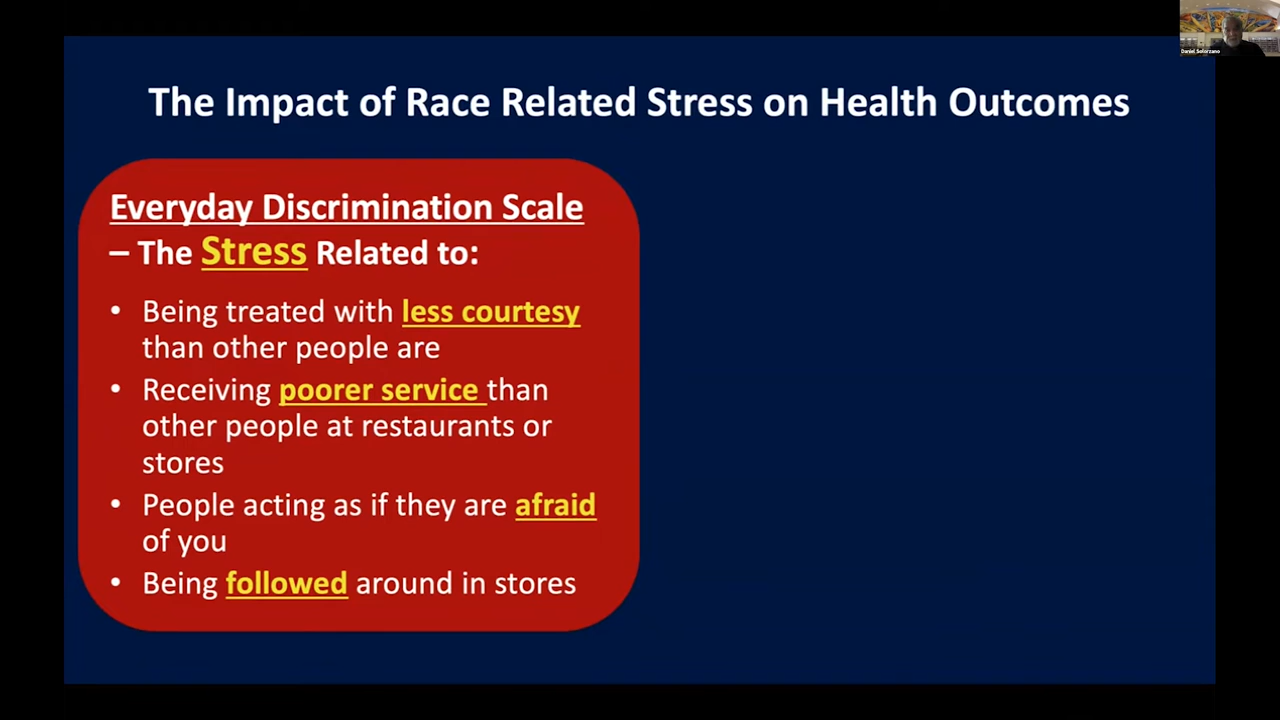 Daniel Solorzano
The Impact of Race Related Stress on Health Outcomes
Everyday Discrimination Scale
– The Stress Related to:
• Being treated with less courtesy
than other people are
• Receiving poorer service than
other people at restaurants or
stores
• People acting as if they are afraid
of you
• Being followed around in stores